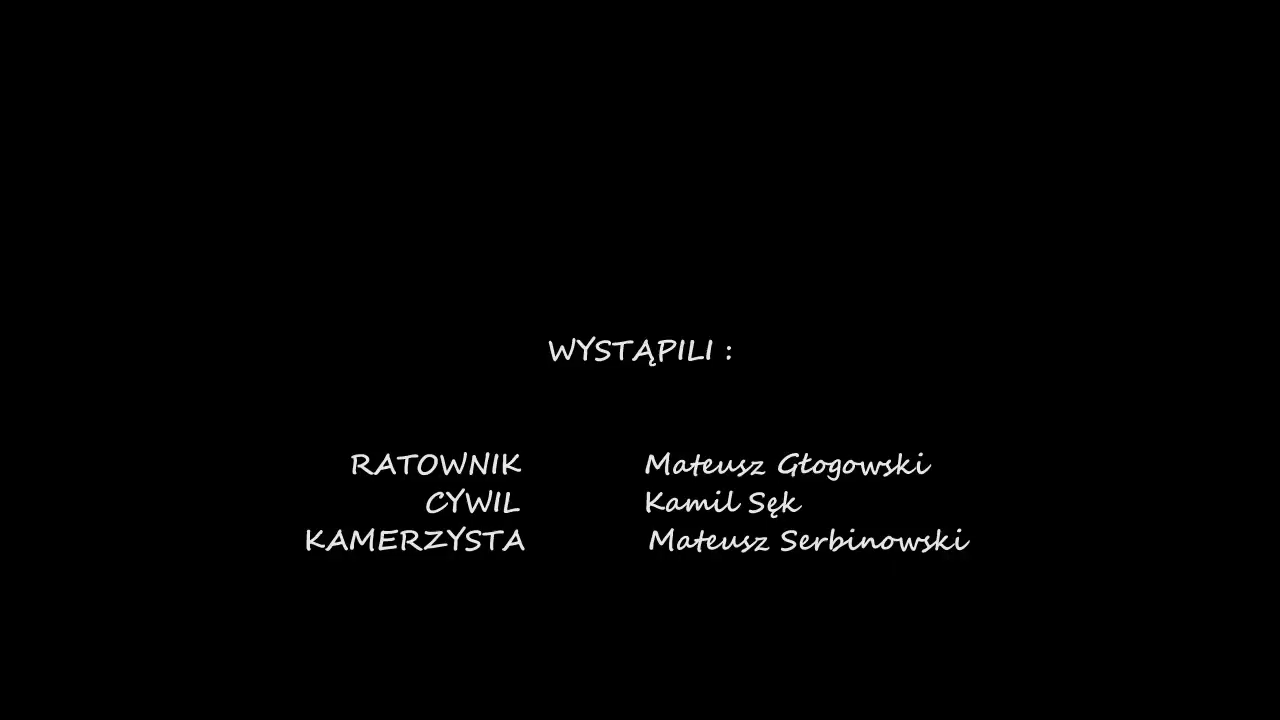 WYSTĄPILI :
RATOWNIK Mateusz Głogowski
CYWIL Kamil Sęk
KAMERZYSTA Mateusz Serbinowski